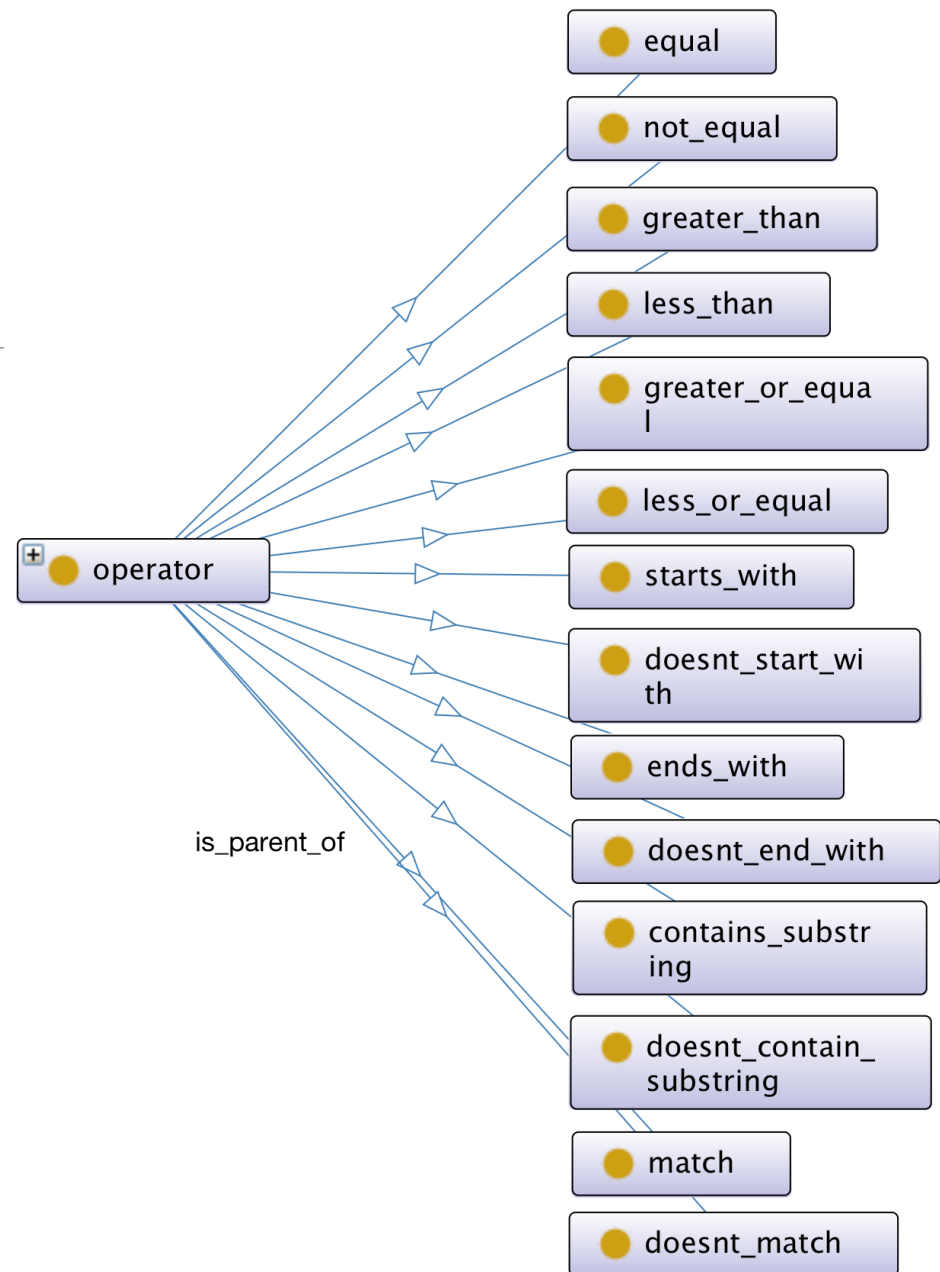 equal
not_equal
greater_than
less_than
greater_or_equa
l
less_or_equal
operator
starts_with
doesnt_start_wi
th
ends_with
is_parent_of
doesnt_end_with
contains_substr
ing
doesnt_contain_
substring
match
doesnt_match